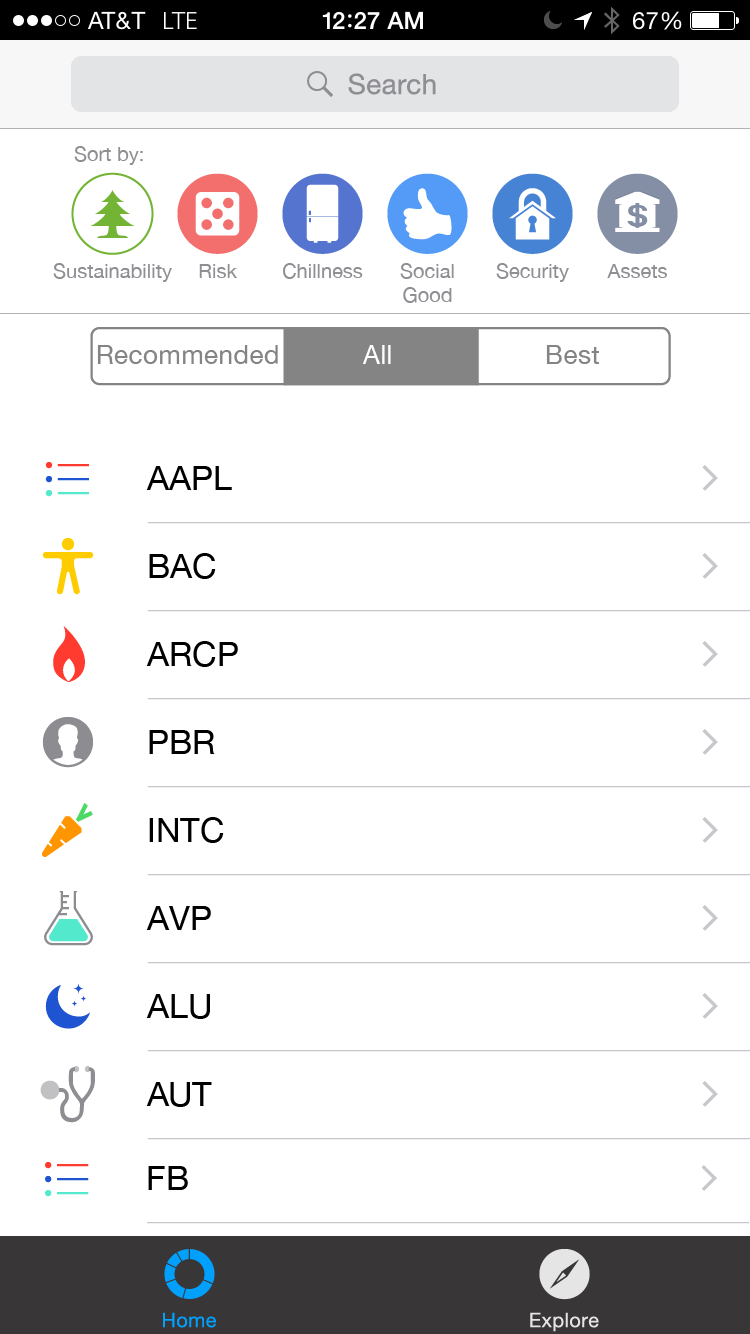 AT&T LTE 12:27 AM 67%
Search
Sort by:
Sustainability Risk Chillness Social Good Security Assets
Recommended All Best
AAPL
BAC
ARCP
PBR
INTC
AVP
ALU
AUT
FB
Home Explore